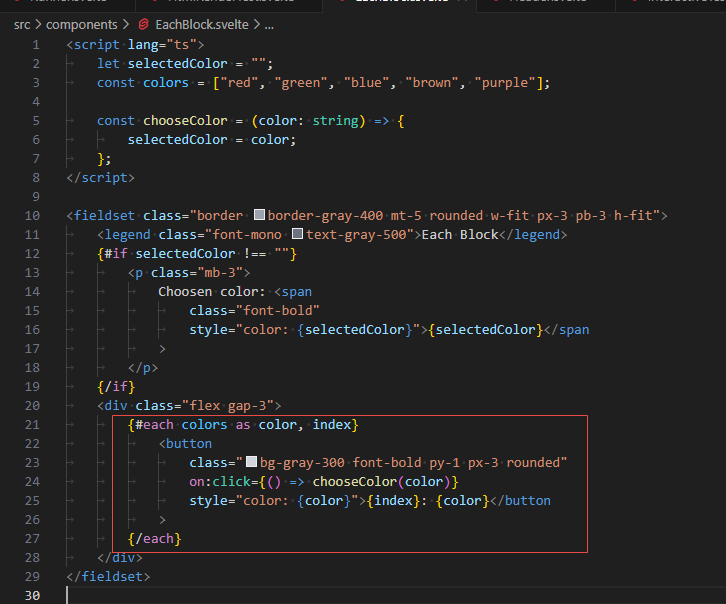 EachBlock.svelte
src > components > EachBlock.svelte > ...
1 <script lang="ts">
2 let selectedColor = "";
3 const colors = ["red", "green", "blue", "brown", "purple"];
4
5 const chooseColor = (color: string) => {
6 selectedColor = color;
7 };
8 </script>
9
10 <fieldset class="border border-gray-400 mt-5 rounded w-fit px-3 pb-3 h-fit">
11 <legend class="font-mono text-gray-500">Each Block</legend>
12 {#if selectedColor !== ""}
13 <p class="mb-3">
14 Choosen color: <span
15 class="font-bold"
16 style="color: {selectedColor}">{selectedColor}</span
17 >
18 </p>
19 {/if}
20 <div class="flex gap-3">
21 {#each colors as color, index}
22 <button
23 class="bg-gray-300 font-bold py-1 px-3 rounded"
24 on:click={() => chooseColor(color)}
25 style="color: {color}">{index}: {color}</button
26 >
27 {/each}
28 </div>
29 </fieldset>
30